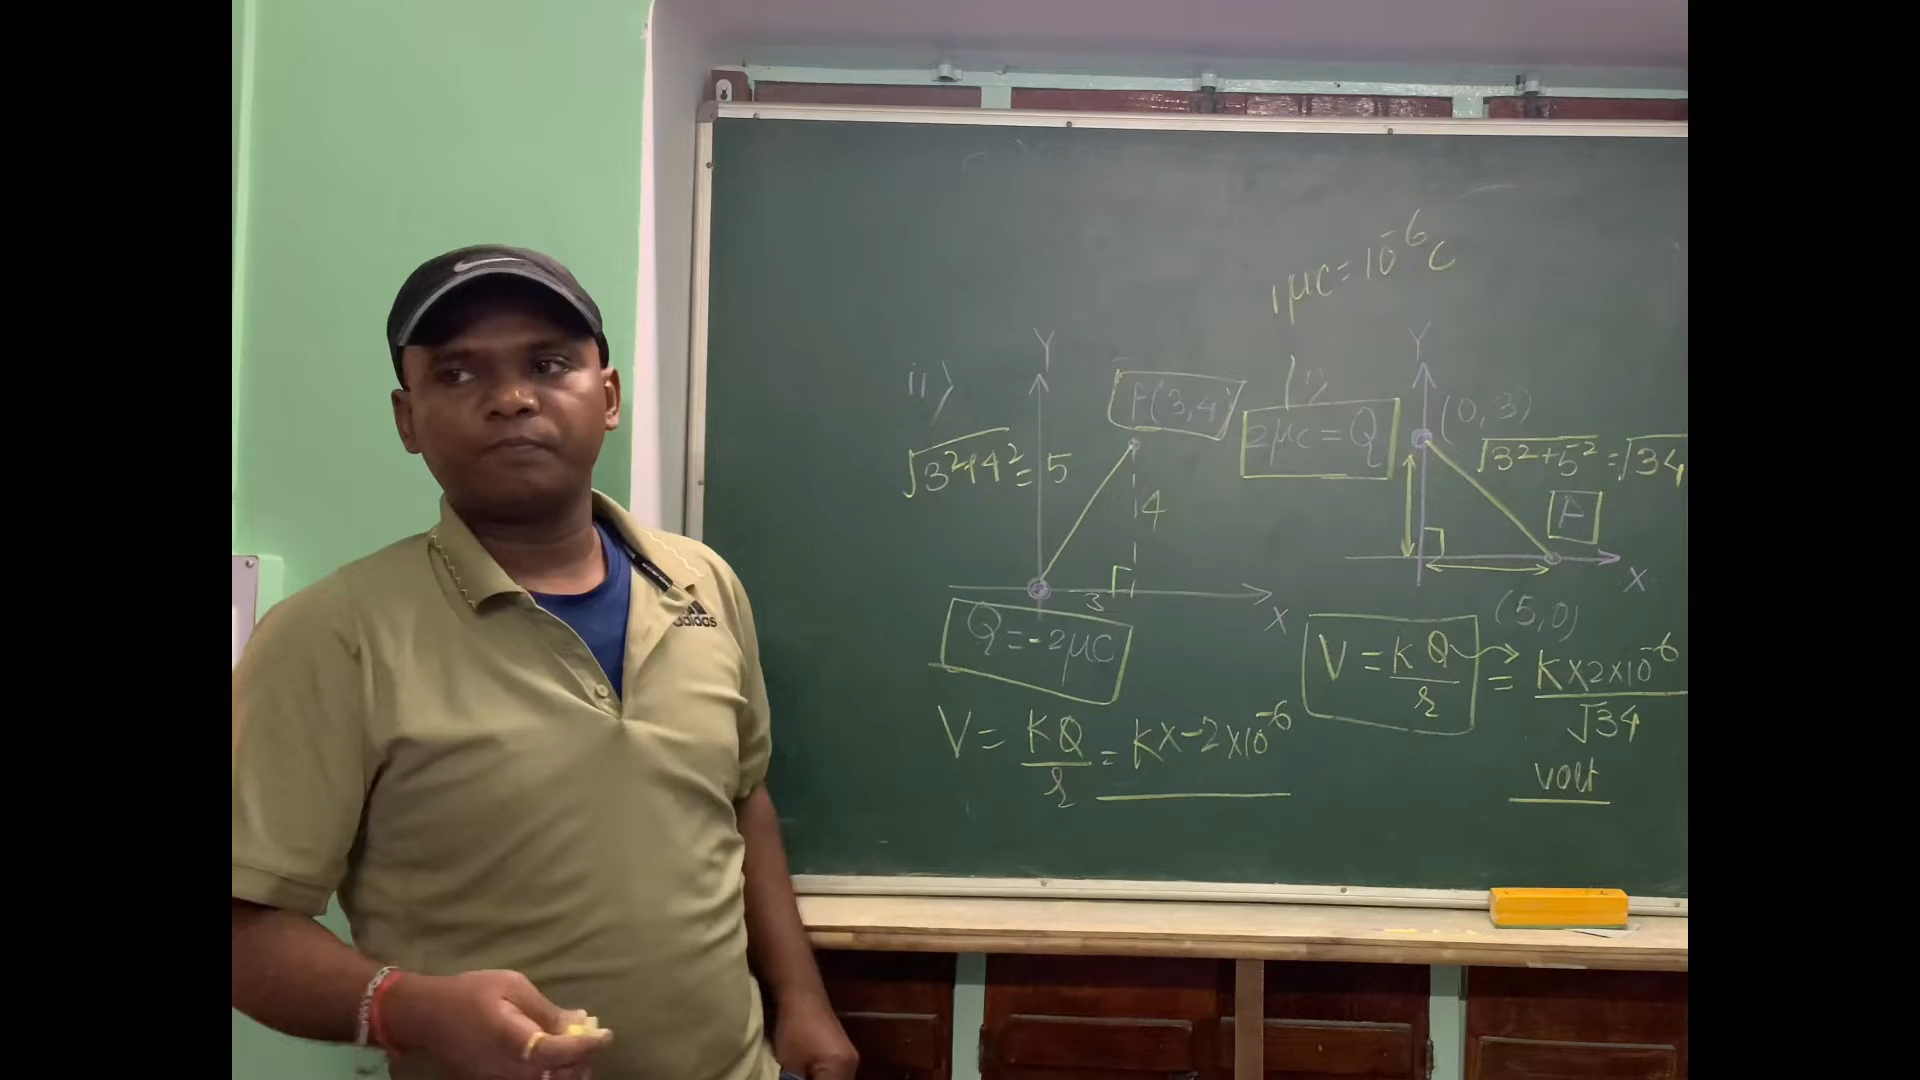 1μC = 10⁻⁶ C
ii)
Y
P(3,4)
√3²+4² = 5
4
3
X
Q = -2μC
V = KQ/r = K×-2×10⁻⁶
i)
2μC = Q
Y
(0,3)
√3²+5² = √34
P
X
(5,0)
V = KQ/r = K×2×10⁻⁶/√34
volt
adidas